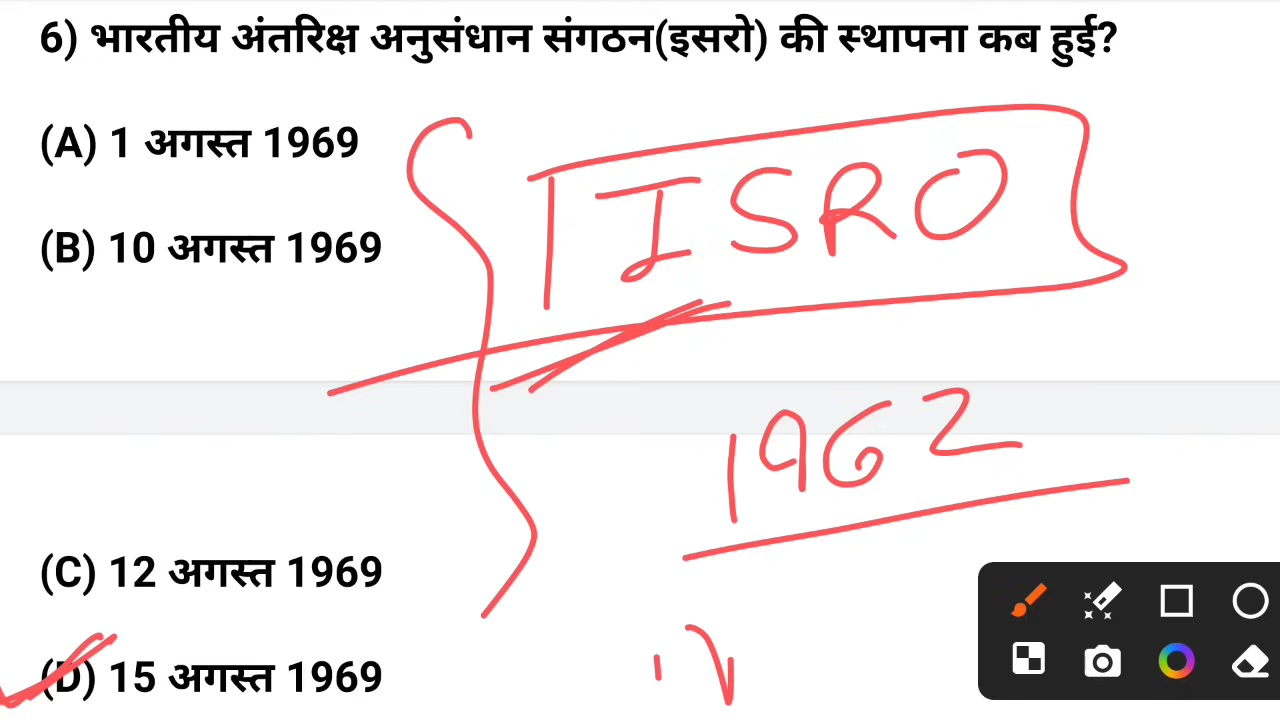 6) भारतीय अंतरिक्ष अनुसंधान संगठन(इसरो) की स्थापना कब हुई?
(A) 1 अगस्त 1969
ISRO
(B) 10 अगस्त 1969
1962
(C) 12 अगस्त 1969
(D) 15 अगस्त 1969